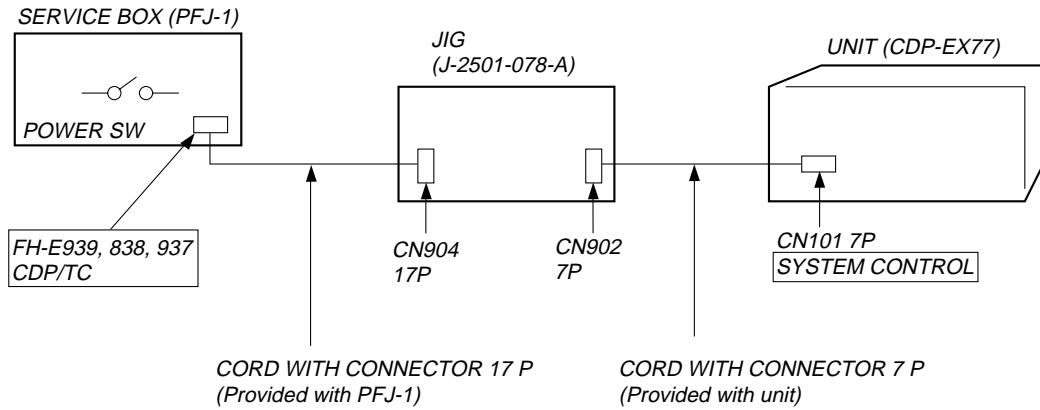 SERVICE BOX (PFJ-1)
JIG
(J-2501-078-A)
UNIT (CDP-EX77)
POWER SW
FH-E939, 838, 937
CDP/TC
CN904
17P
CN902
7P
CN101 7P
SYSTEM CONTROL
CORD WITH CONNECTOR 17 P
(Provided with PFJ-1)
CORD WITH CONNECTOR 7 P
(Provided with unit)